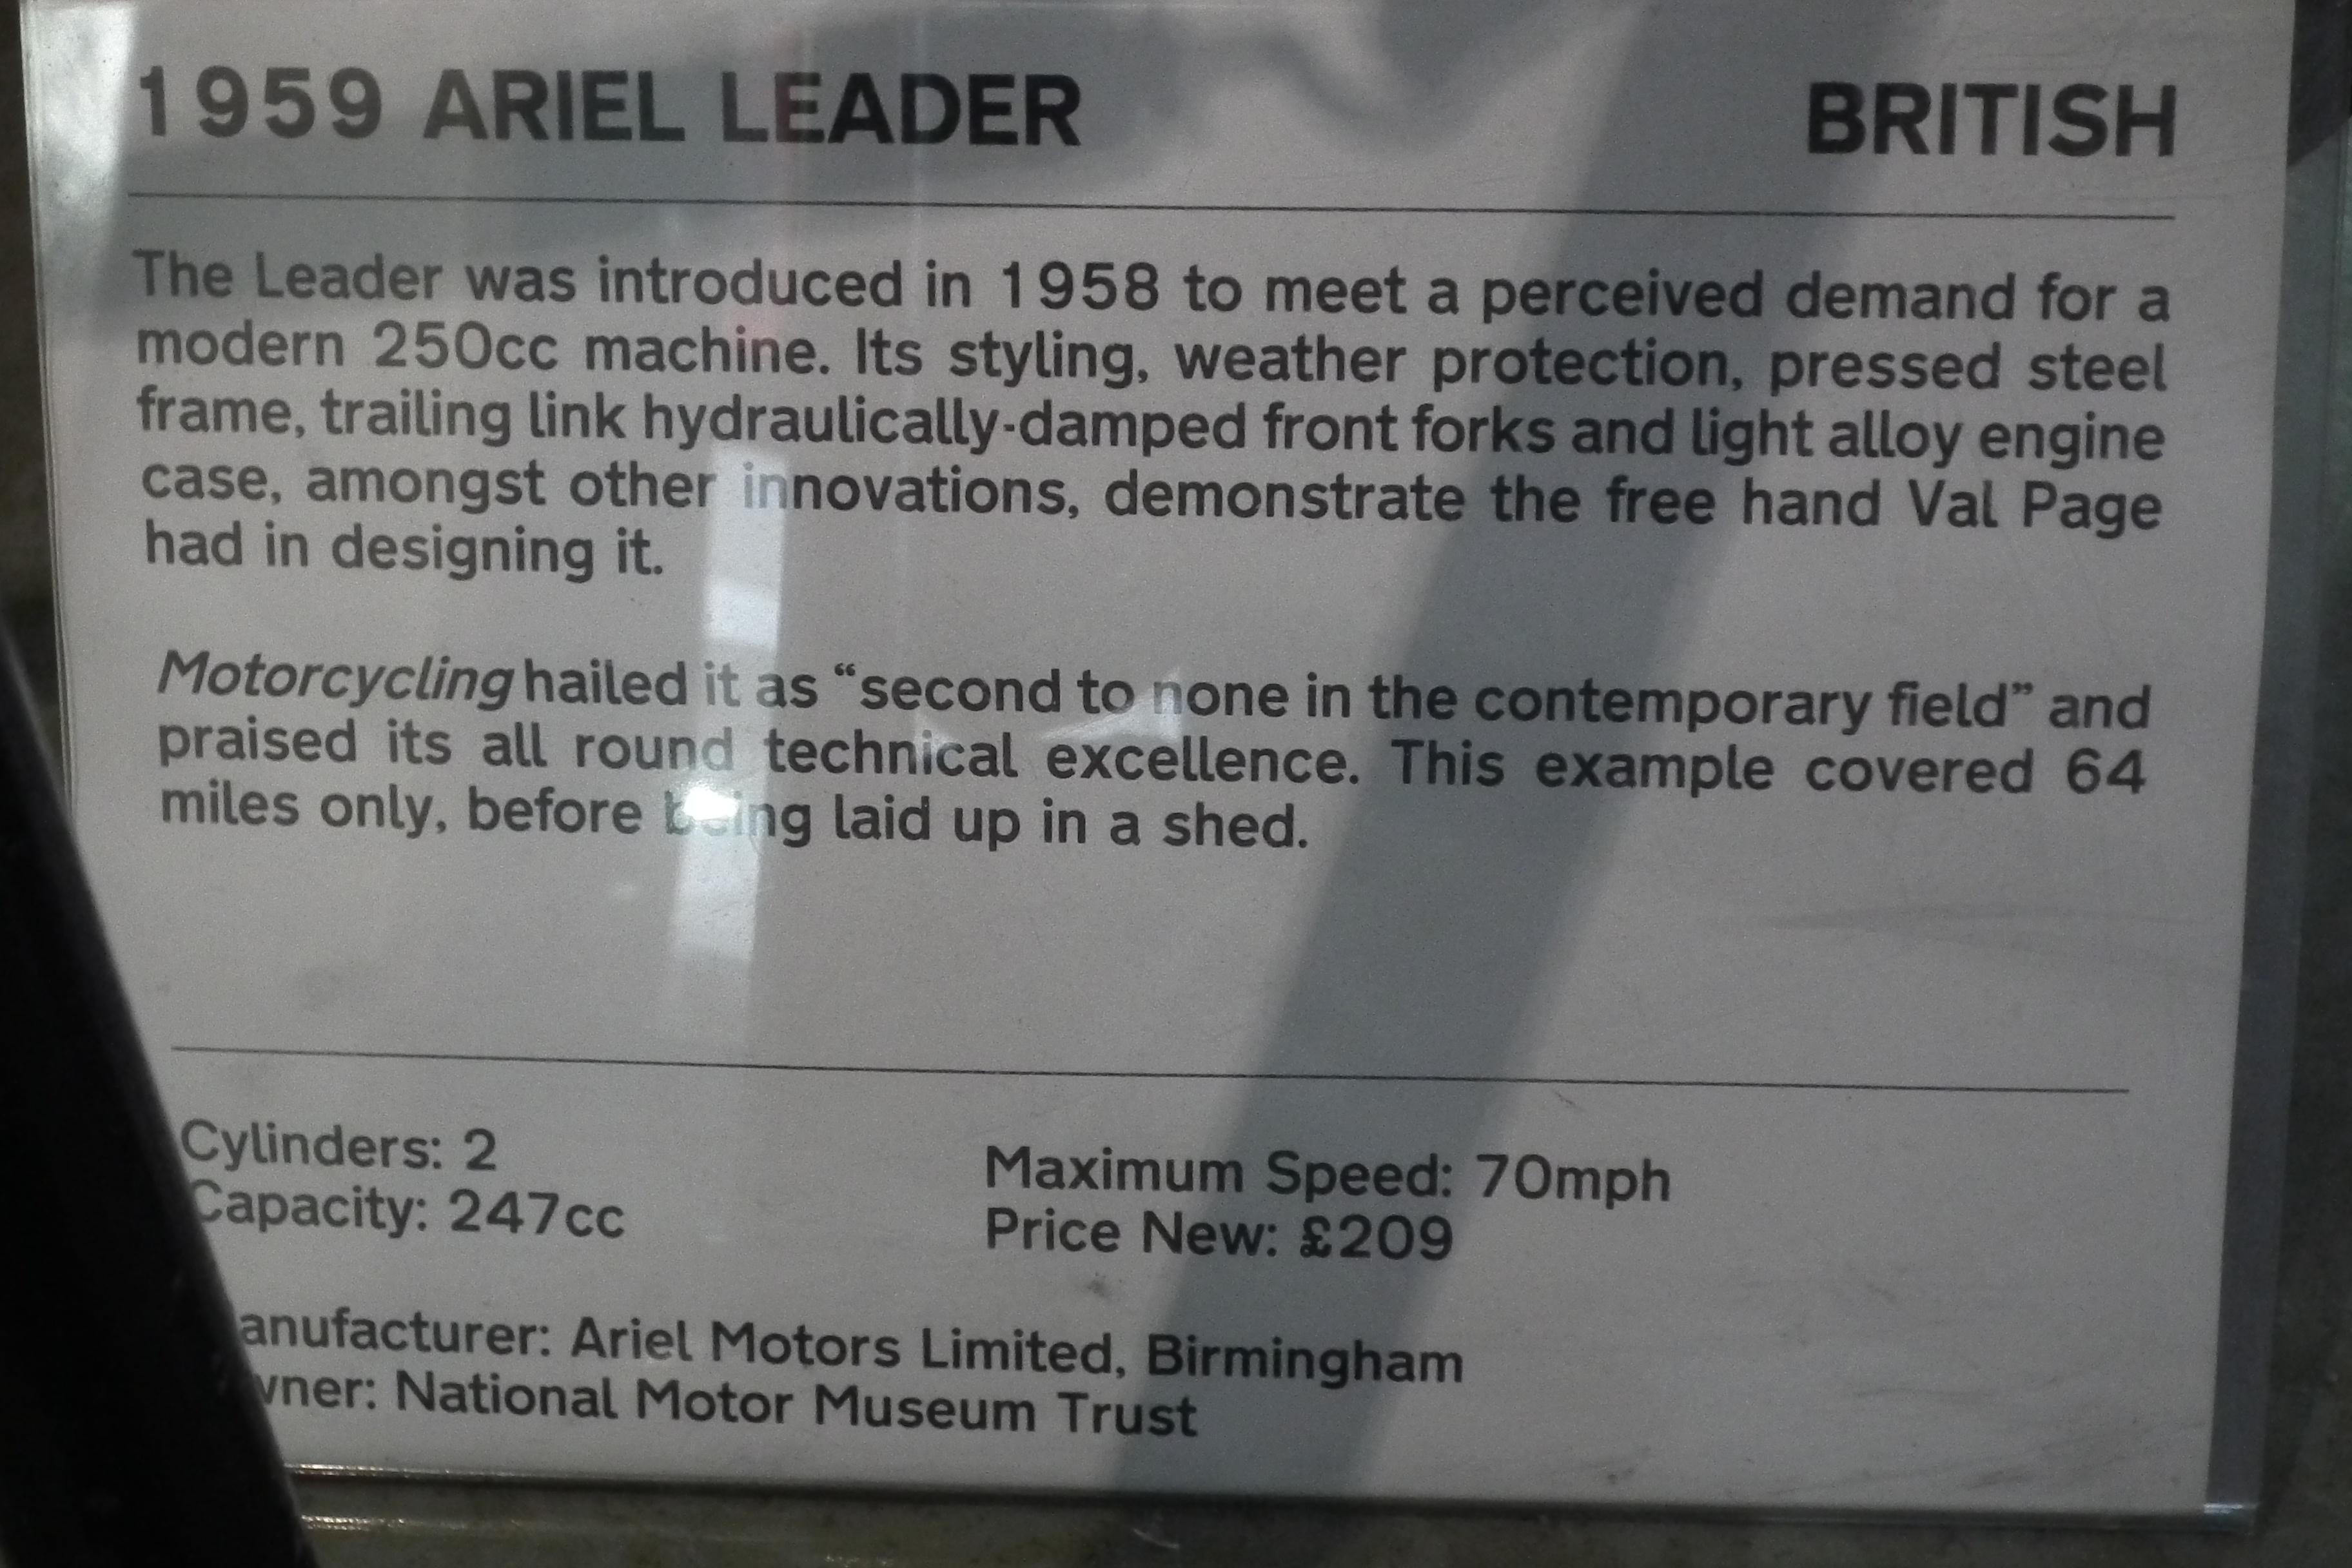 1959 ARIEL LEADER BRITISH
The Leader was introduced in 1958 to meet a perceived demand for a
modern 250cc machine. Its styling, weather protection, pressed steel
frame, trailing link hydraulically-damped front forks and light alloy engine
case, amongst other innovations, demonstrate the free hand Val Page
had in designing it.
Motorcycling hailed it as “second to none in the contemporary field” and
praised its all round technical excellence. This example covered 64
miles only, before being laid up in a shed.
Cylinders: 2
Capacity: 247cc
Maximum Speed: 70mph
Price New: £209
anufacturer: Ariel Motors Limited, Birmingham
wner: National Motor Museum Trust